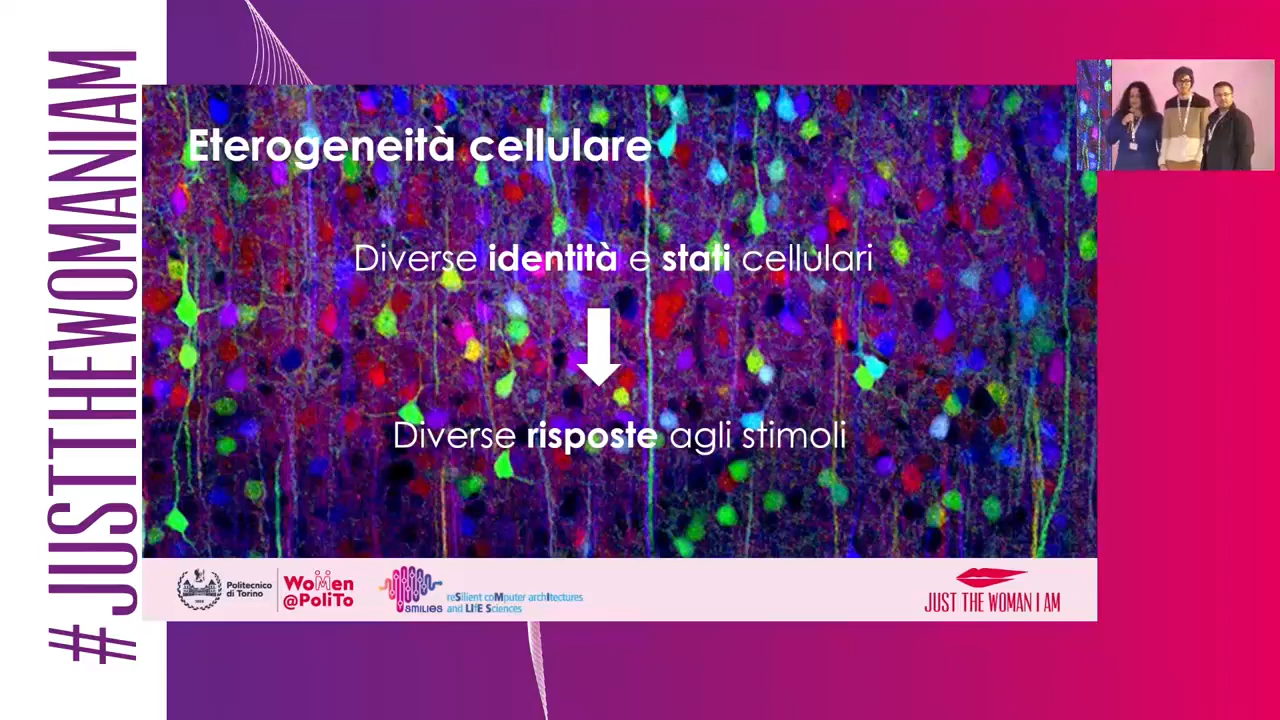 #JUSTTHEWOMANIAM
Eterogeneità cellulare
Diverse identità e stati cellulari
Diverse risposte agli stimoli
Politecnico
di Torino
Women
@PoliTo
SMILIES
reSilient coMputer archItectures
and LIfE Sciences
JUST THE WOMAN I AM